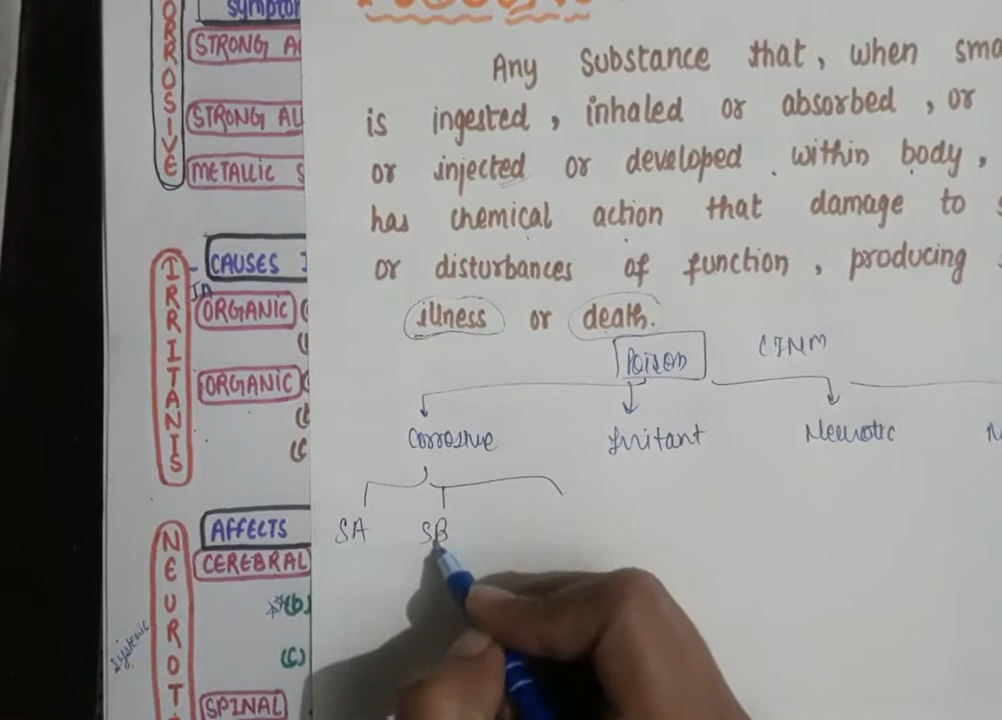 CORROSIVE
symptom
STRONG A
STRONG AL
METALLIC S
Any substance that, when sma
is ingested, inhaled or absorbed, or
or injected or developed within body,
has chemical action that damage to s
or disturbances of function, producing
illness or death.
POISON CINM
Corrosive Irritant Neurotic
SA SB
IRRITANTS
CAUSES
ORGANIC
ORGANIC
(c
NEUROT
Systemic
AFFECTS
CEREBRAL
(b)
(c)
SPINAL